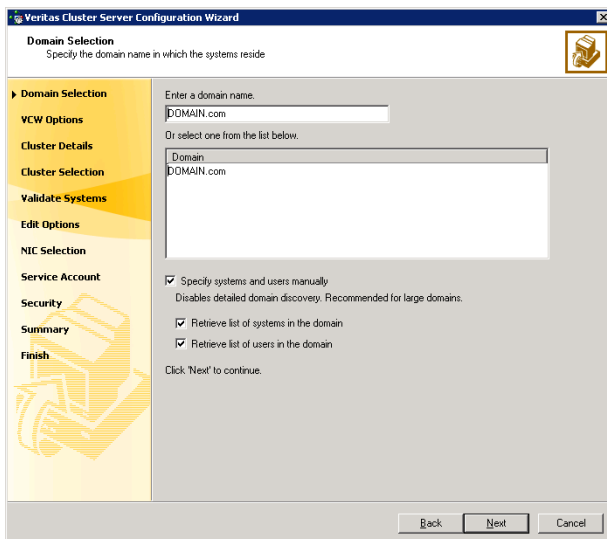 Veritas Cluster Server Configuration Wizard
Domain Selection
Specify the domain name in which the systems reside
Domain Selection
VCW Options
Cluster Details
Cluster Selection
Validate Systems
Edit Options
NIC Selection
Service Account
Security
Summary
Finish
Enter a domain name.
DOMAIN.com
Or select one from the list below.
Domain
DOMAIN.com
Specify systems and users manually
Disables detailed domain discovery. Recommended for large domains.
Retrieve list of systems in the domain
Retrieve list of users in the domain
Click 'Next' to continue.
Back
Next
Cancel